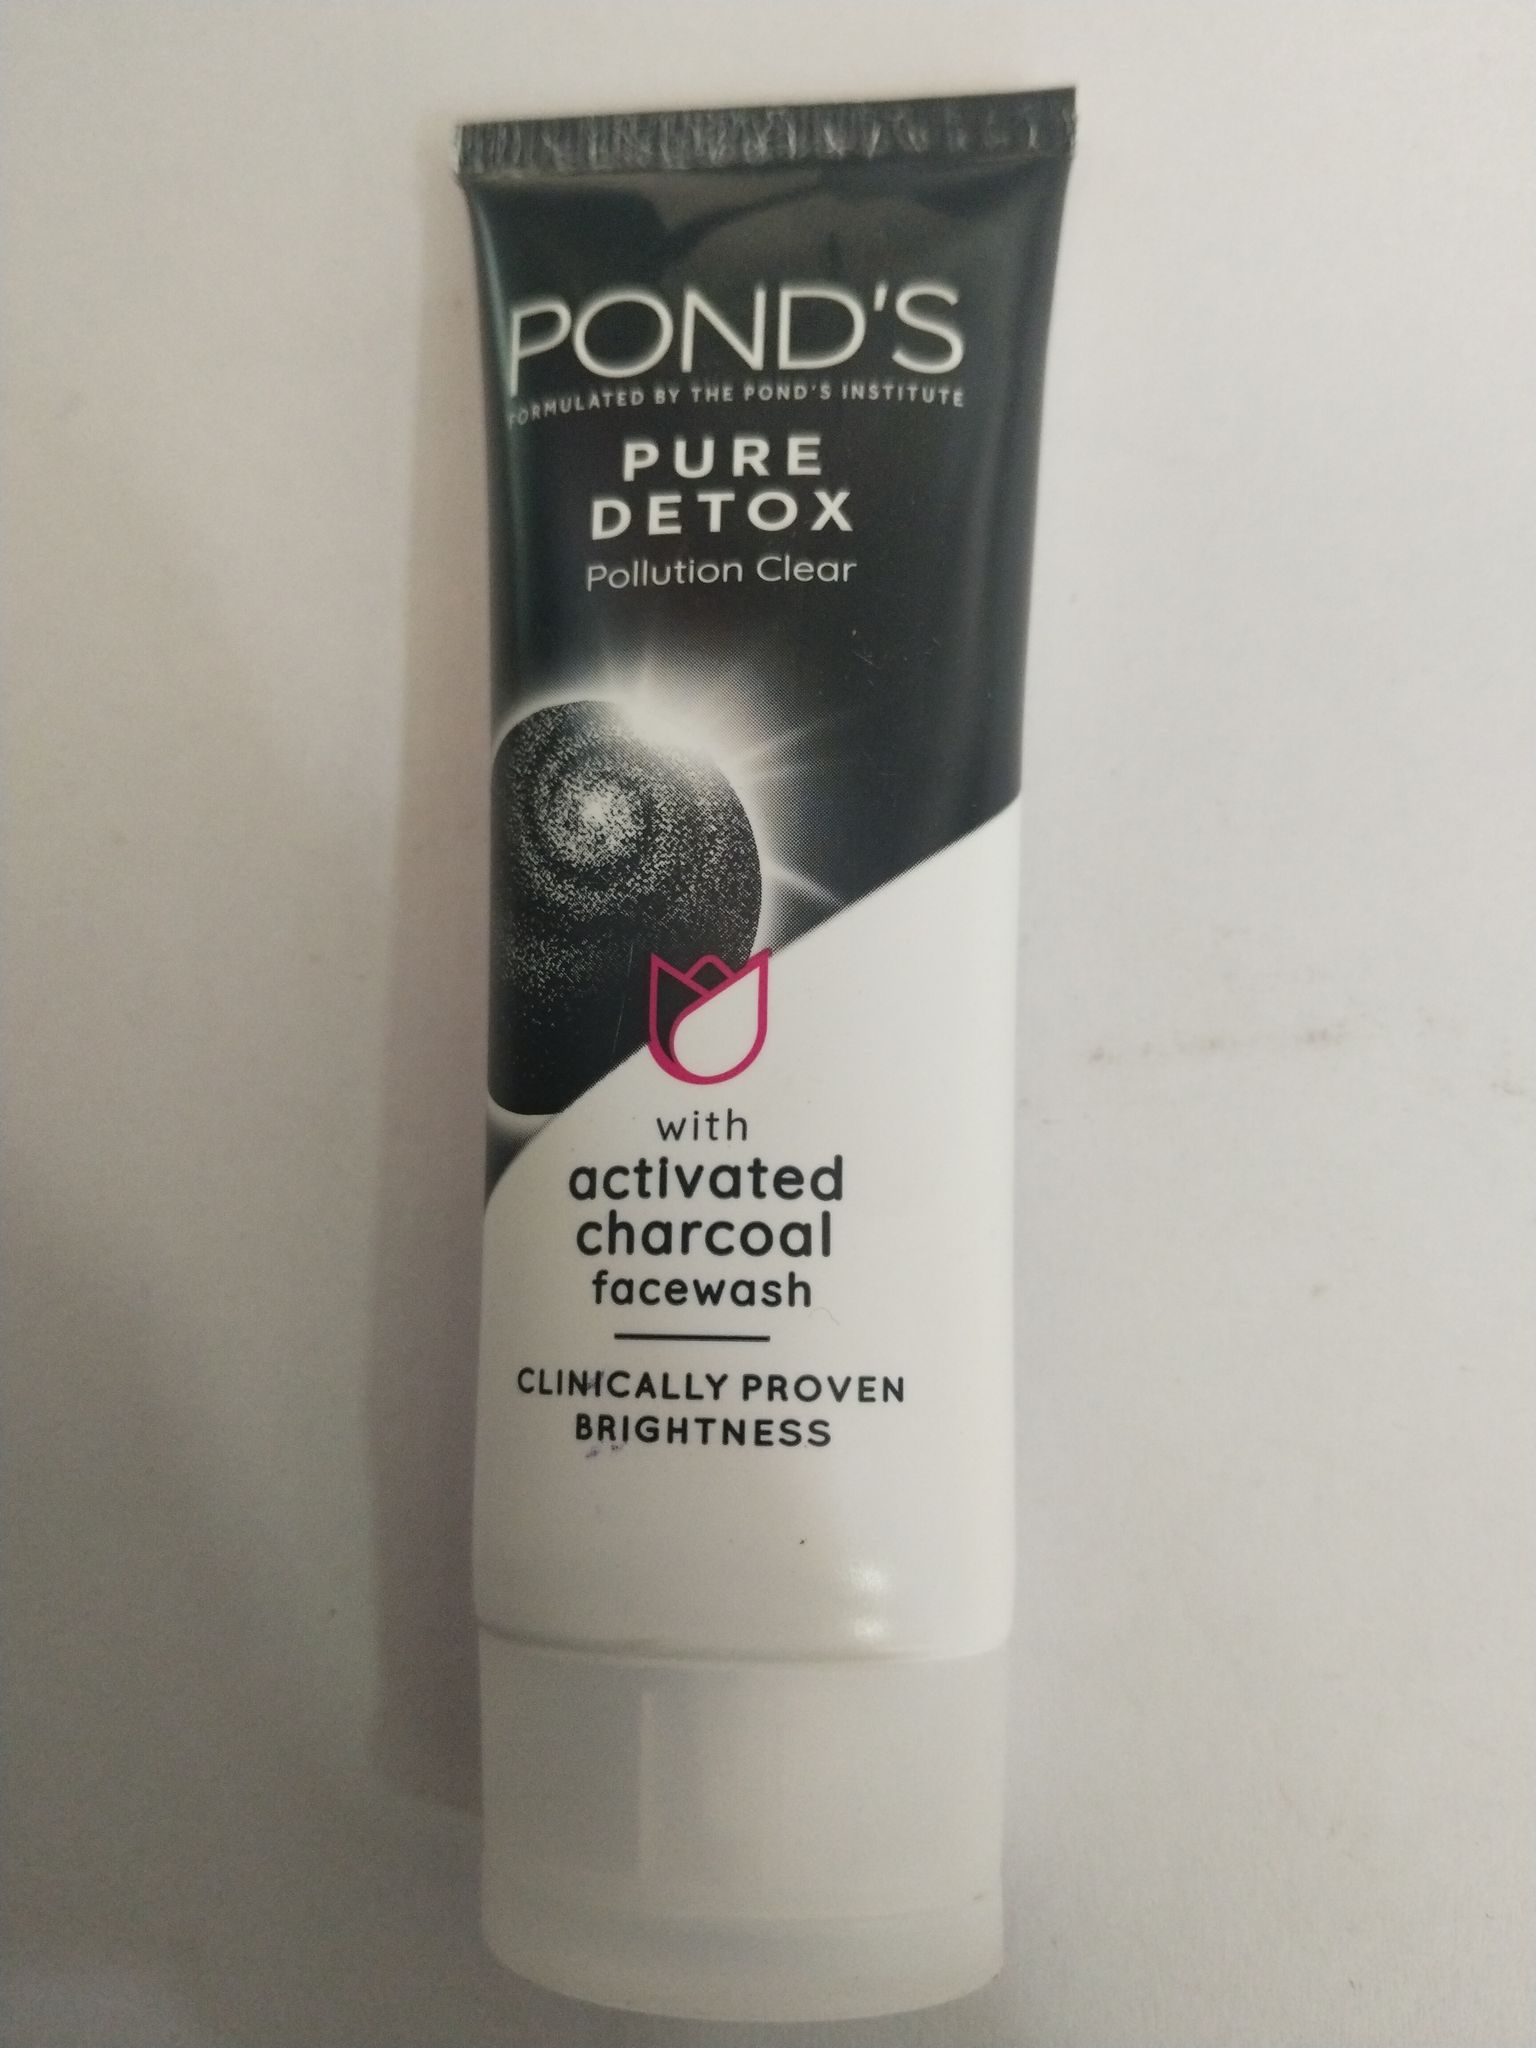 POND'S
FORMULATED BY THE POND'S INSTITUTE
PURE
DETOX
Pollution Clear
with
activated
charcoal
facewash
CLINICALLY PROVEN
BRIGHTNESS